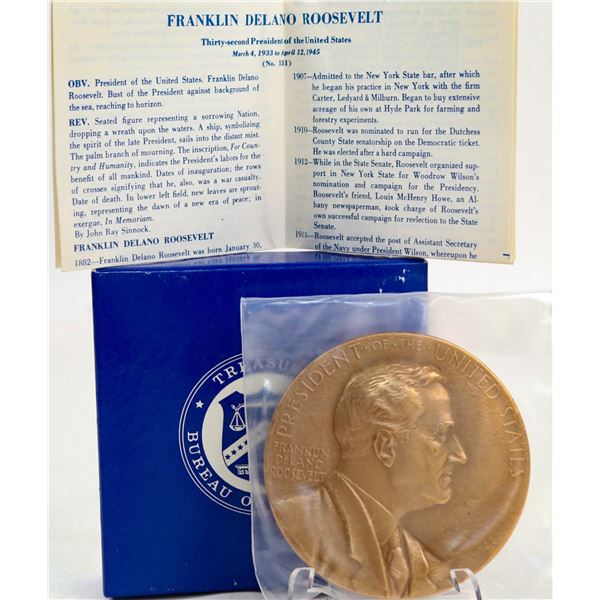 FRANKLIN DELANO ROOSEVELT
Thirty-second President of the United States
March 4, 1933 to April 12, 1945
(No. 131)
OBV. President of the United States. Franklin Delano
Roosevelt. Bust of the President against background of
the sea, reaching to horizon.
REV. Seated figure representing a sorrowing Nation,
dropping a wreath upon the waters. A ship, symbolizing
the spirit of the late President, sails into the distant mist.
The palm branch of mourning. The inscription, For Coun-
try and Humanity, indicates the President's labors for the
benefit of all mankind. Dates of inauguration; the rows
of crosses signifying that he, also, was a war casualty.
Date of death. In lower left field, new leaves are sprout-
ing, representing the dawn of a new era of peace; in
exergue, In Memoriam.
By John Ray Sinnock.
FRANKLIN DELANO ROOSEVELT
1882—Franklin Delano Roosevelt was born January 30,
1907—Admitted to the New York State bar, after which
he began his practice in New York with the firm
Carter, Ledyard & Milburn. Began to buy extensive
acreage of his own at Hyde Park for farming and
forestry experiments.
1910—Roosevelt was nominated to run for the Dutchess
County State senatorship on the Democratic ticket.
He was elected after a hard campaign.
1912—While in the State Senate, Roosevelt organized sup-
port in New York State for Woodrow Wilson's
nomination and campaign for the Presidency.
Roosevelt's friend, Louis McHenry Howe, an Al-
bany newspaperman, took charge of Roosevelt's
own successful campaign for reelection to the State
Senate.
1913—Roosevelt accepted the post of Assistant Secretary
of the Navy under President Wilson, whereupon he
TREASU
BUREAU O
PRESIDENT·OF·THE·UNITED STATES
FRANKLIN
DELANO
ROOSEVELT